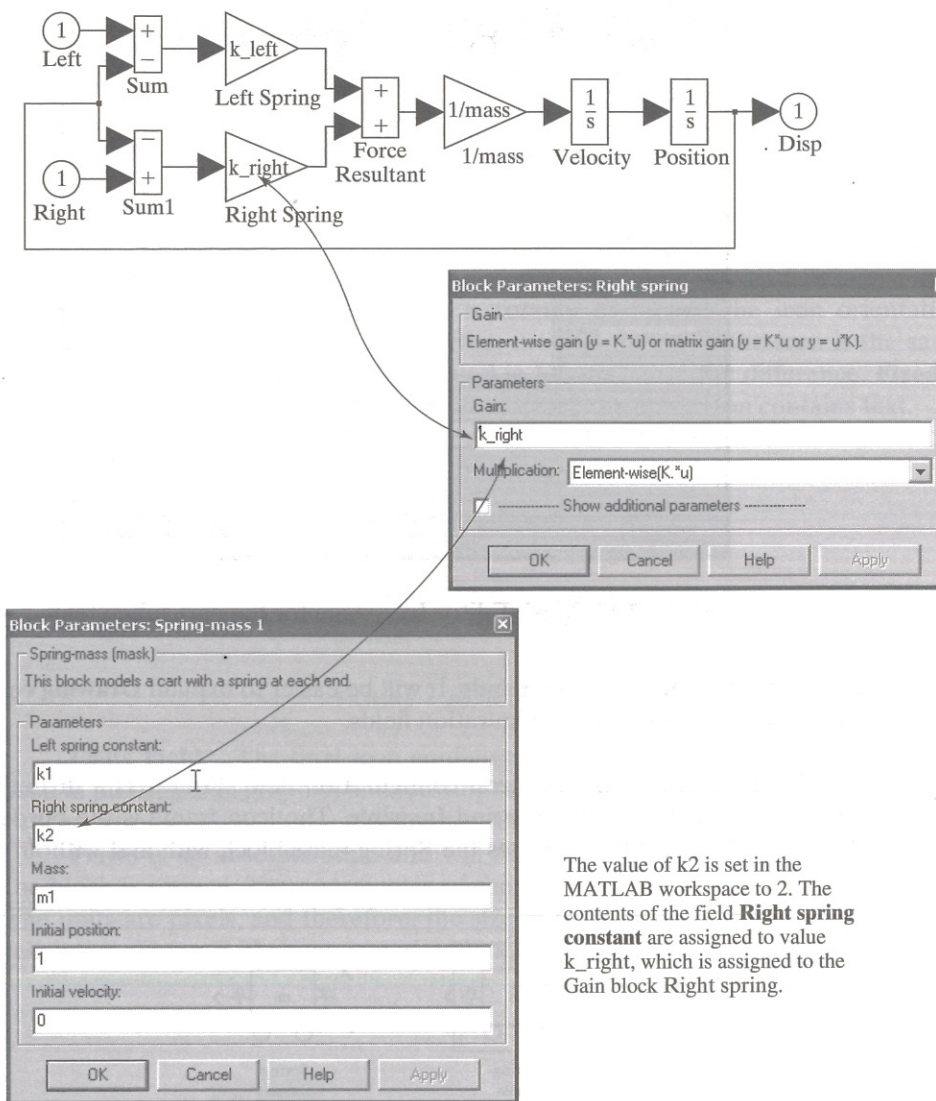 1
Left
+
−
Sum
k_left
Left Spring
−
+
Sum1
1
Right
k_right
Right Spring
+
+
Force
Resultant
1/mass
1/mass
1
s
Velocity
1
s
Position
1
Disp
Block Parameters: Right spring
Gain
Element-wise gain (y = K.*u) or matrix gain (y = K*u or y = u*K).
Parameters
Gain:
k_right
Multiplication: Element-wise(K.*u)
------------- Show additional parameters -------------
OK Cancel Help Apply
Block Parameters: Spring-mass 1
Spring-mass (mask)
This block models a cart with a spring at each end.
Parameters
Left spring constant:
k1
Right spring constant:
k2
Mass:
m1
Initial position:
1
Initial velocity:
0
OK Cancel Help Apply
The value of k2 is set in the
MATLAB workspace to 2. The
contents of the field Right spring
constant are assigned to value
k_right, which is assigned to the
Gain block Right spring.